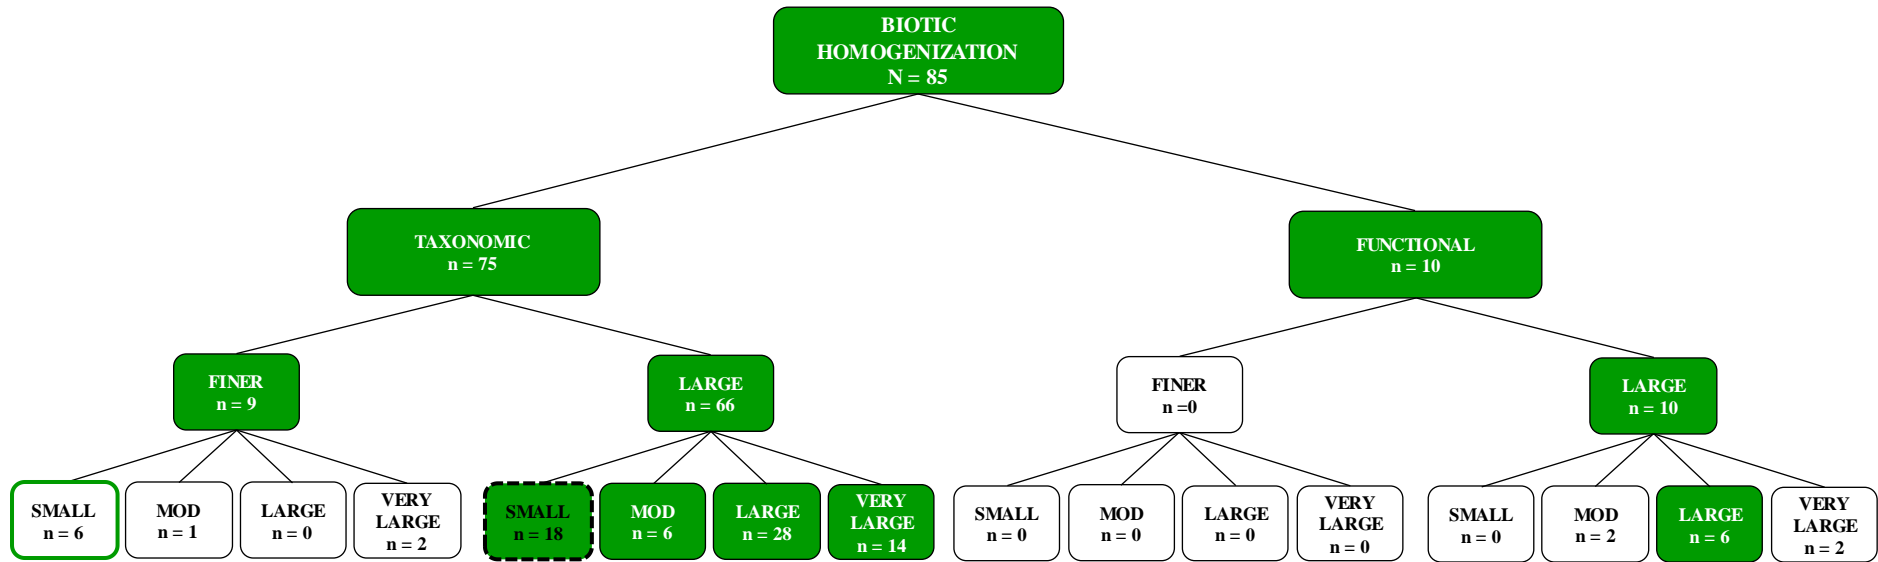 BIOTIC
HOMOGENIZATION
N = 85
TAXONOMIC
n = 75
FUNCTIONAL
n = 10
FINER
n = 9
LARGE
n = 66
FINER
n =0
LARGE
n = 10
SMALL
n = 6
MOD
n = 1
LARGE
n = 0
VERY
LARGE
n = 2
SMALL
n = 18
MOD
n = 6
LARGE
n = 28
VERY
LARGE
n = 14
SMALL
n = 0
MOD
n = 0
LARGE
n = 0
VERY
LARGE
n = 0
SMALL
n = 0
MOD
n = 2
LARGE
n = 6
VERY
LARGE
n = 2